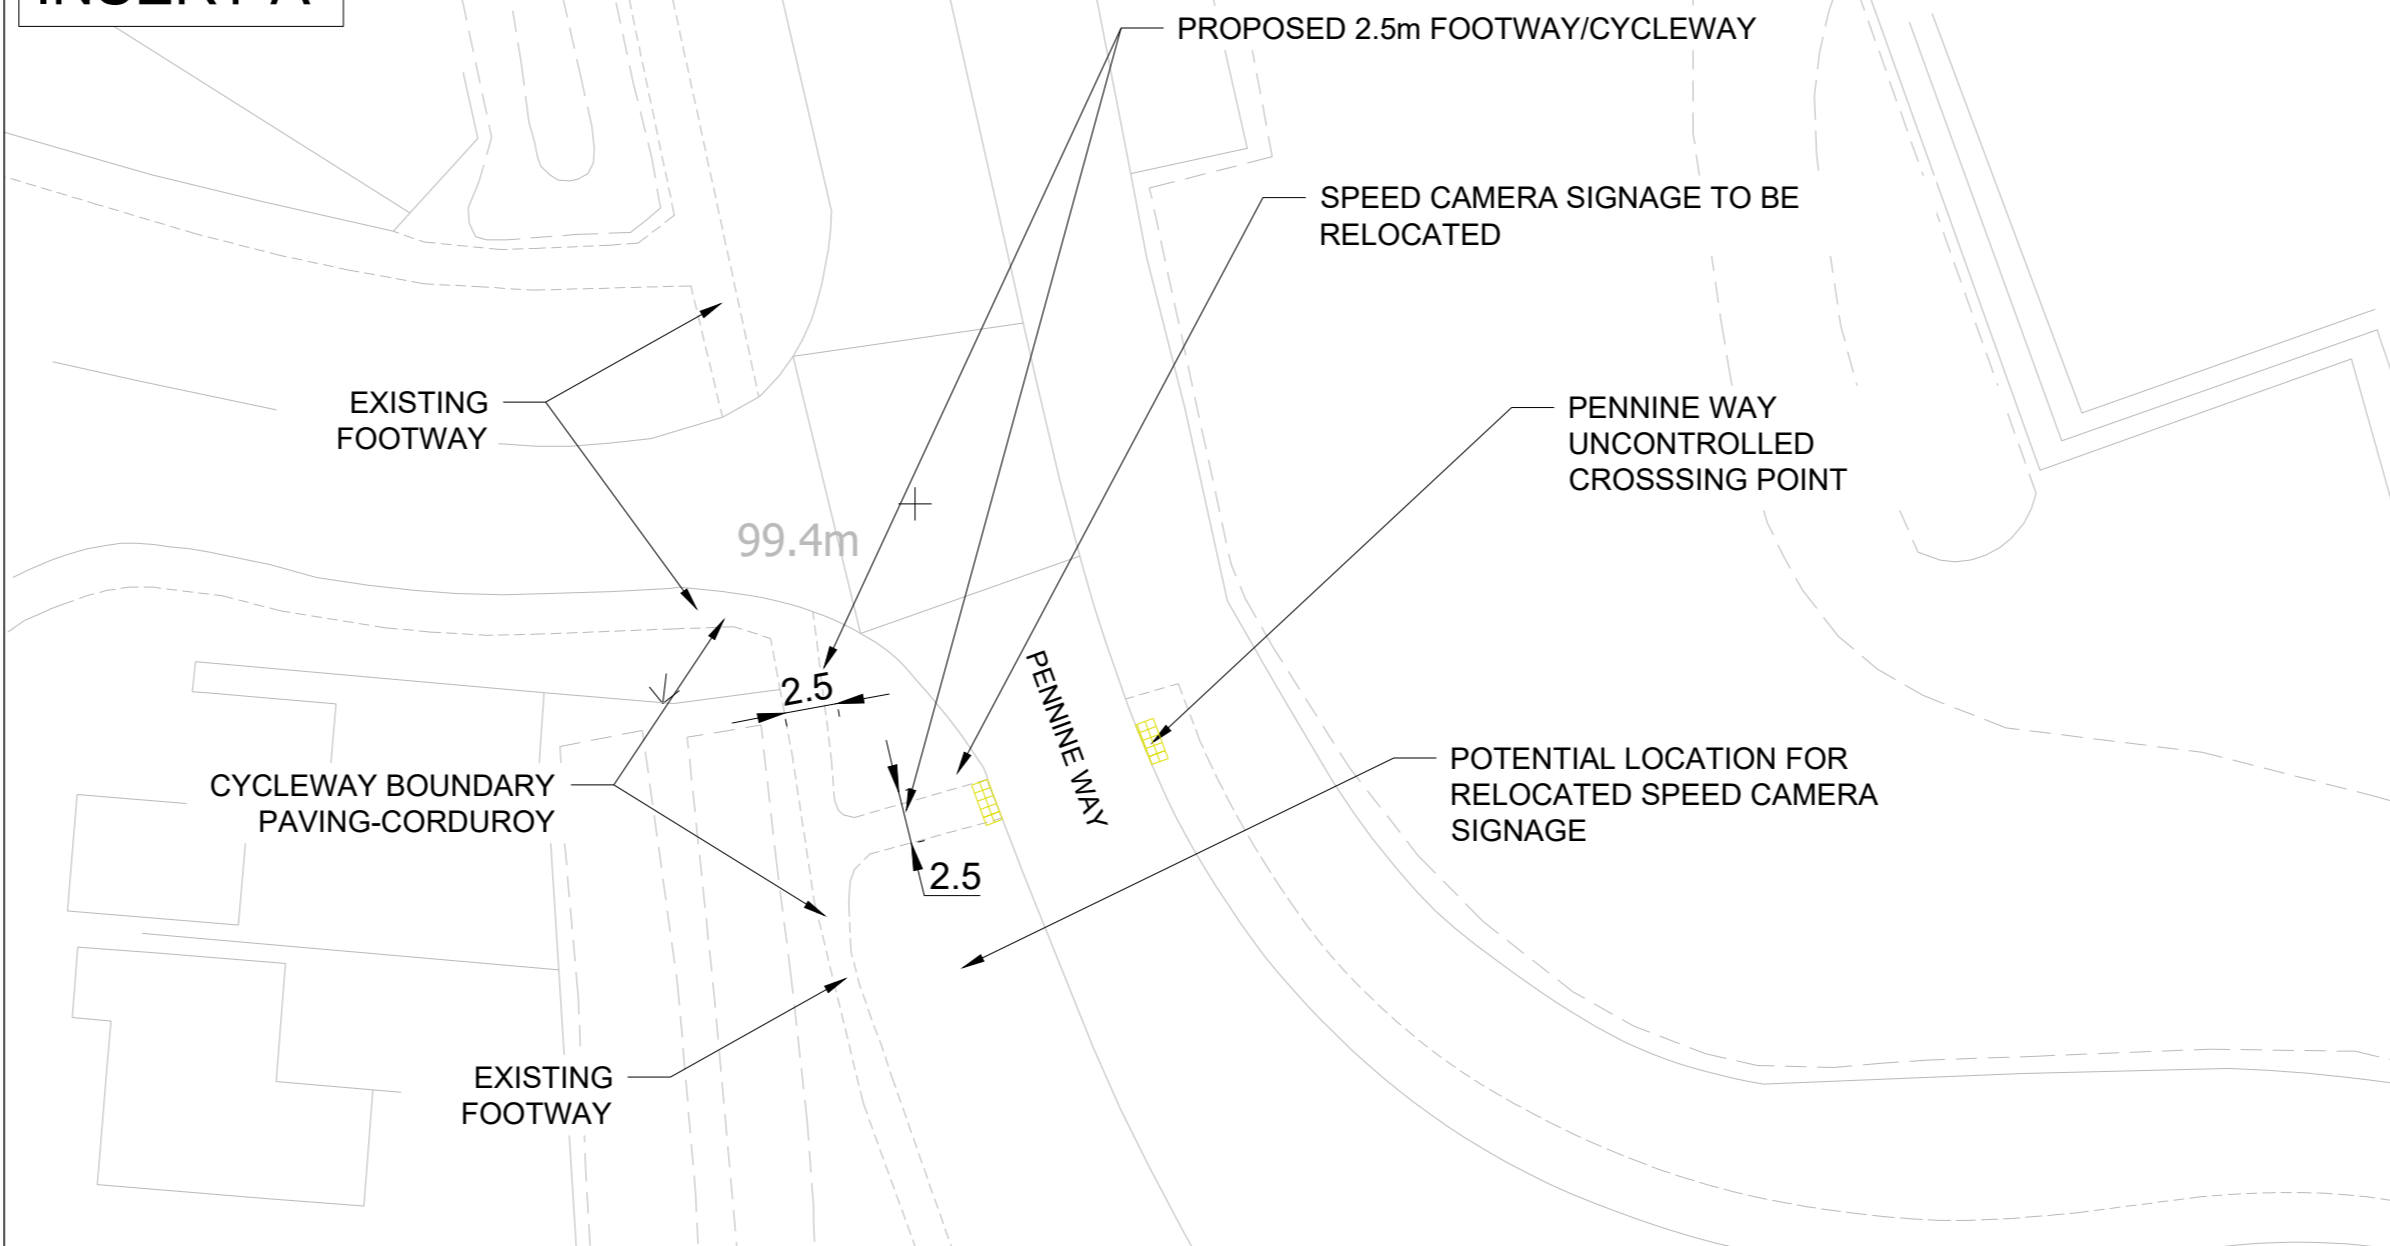 INSERT A
PROPOSED 2.5m FOOTWAY/CYCLEWAY
SPEED CAMERA SIGNAGE TO BE
RELOCATED
EXISTING
FOOTWAY
PENNINE WAY
UNCONTROLLED
CROSSSING POINT
99.4m
2.5
PENNINE WAY
CYCLEWAY BOUNDARY
PAVING-CORDUROY
POTENTIAL LOCATION FOR
RELOCATED SPEED CAMERA
SIGNAGE
2.5
EXISTING
FOOTWAY